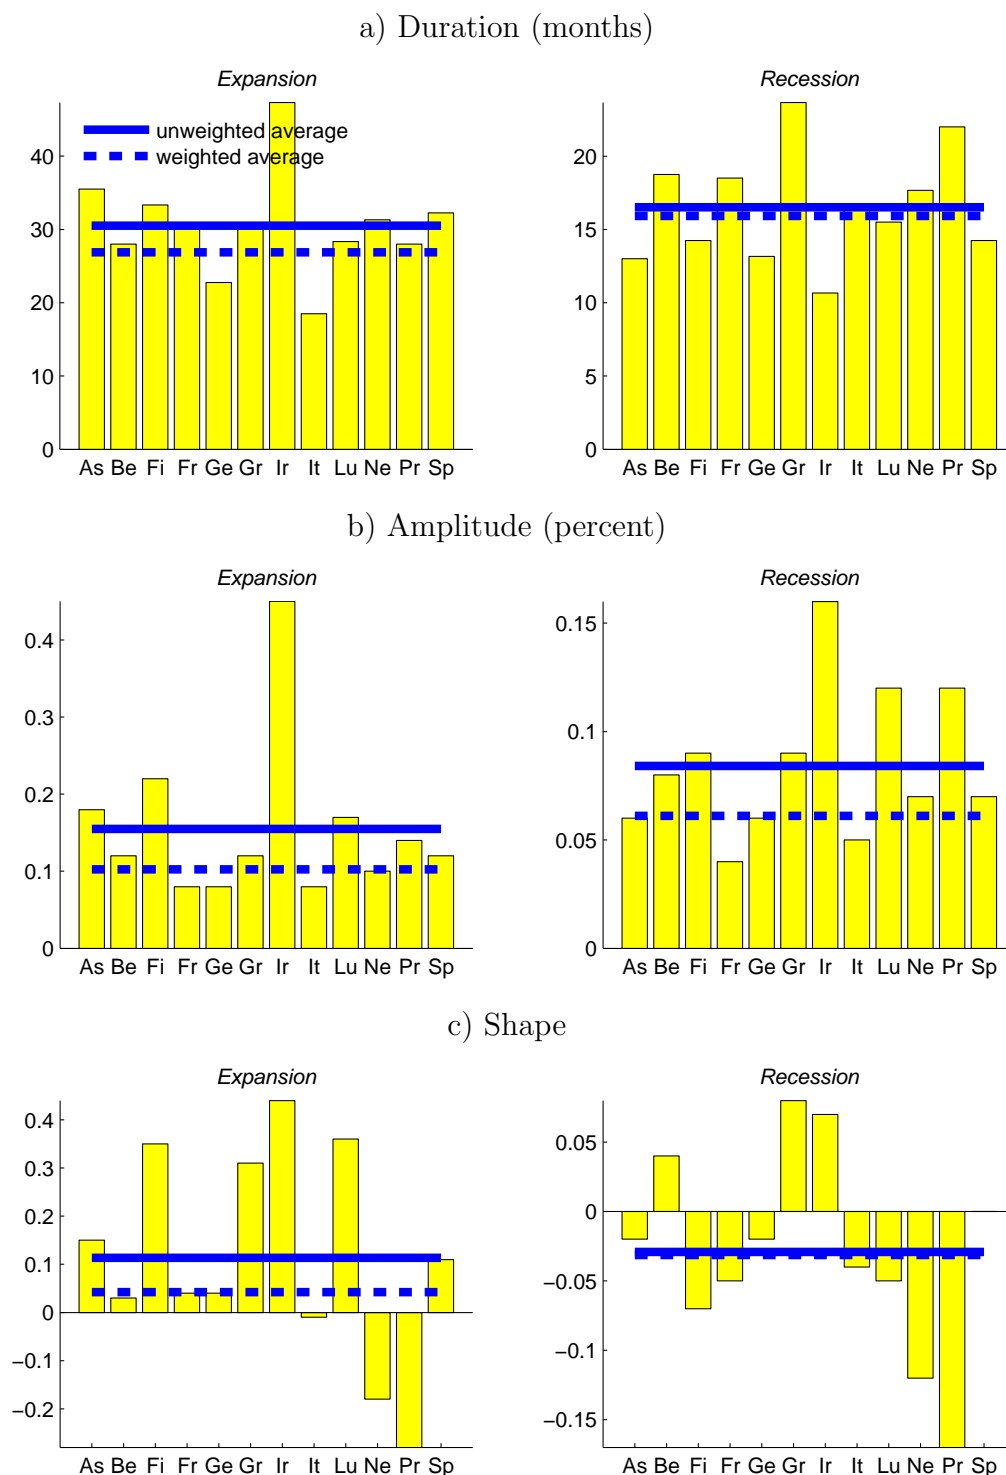 a) Duration (months)
Expansion
Recession
unweighted average
weighted average
40
30
20
10
0
As Be Fi Fr Ge Gr Ir It Lu Ne Pr Sp
20
15
10
5
0
As Be Fi Fr Ge Gr Ir It Lu Ne Pr Sp
b) Amplitude (percent)
Expansion
Recession
0.4
0.3
0.2
0.1
0
As Be Fi Fr Ge Gr Ir It Lu Ne Pr Sp
0.15
0.1
0.05
0
As Be Fi Fr Ge Gr Ir It Lu Ne Pr Sp
c) Shape
Expansion
Recession
0.4
0.3
0.2
0.1
0
−0.1
−0.2
As Be Fi Fr Ge Gr Ir It Lu Ne Pr Sp
0.05
0
−0.05
−0.1
−0.15
As Be Fi Fr Ge Gr Ir It Lu Ne Pr Sp